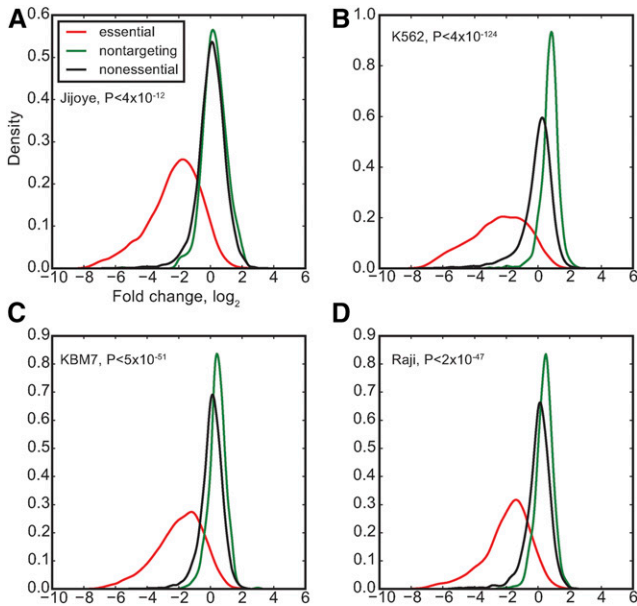 A
0.6
0.5
0.4
0.3
0.2
0.1
0.0
Density
essential
nontargeting
nonessential
Jijoye, P<4x10-12
−10 −8 −6 −4 −2 0 2 4 6
Fold change, log2
B
1.0
0.8
0.6
0.4
0.2
0.0
K562, P<4x10-124
−10 −8 −6 −4 −2 0 2 4 6
C
0.9
0.8
0.7
0.6
0.5
0.4
0.3
0.2
0.1
0.0
KBM7, P<5x10-51
−10 −8 −6 −4 −2 0 2 4 6
D
0.9
0.8
0.7
0.6
0.5
0.4
0.3
0.2
0.1
0.0
Raji, P<2x10-47
−10 −8 −6 −4 −2 0 2 4 6